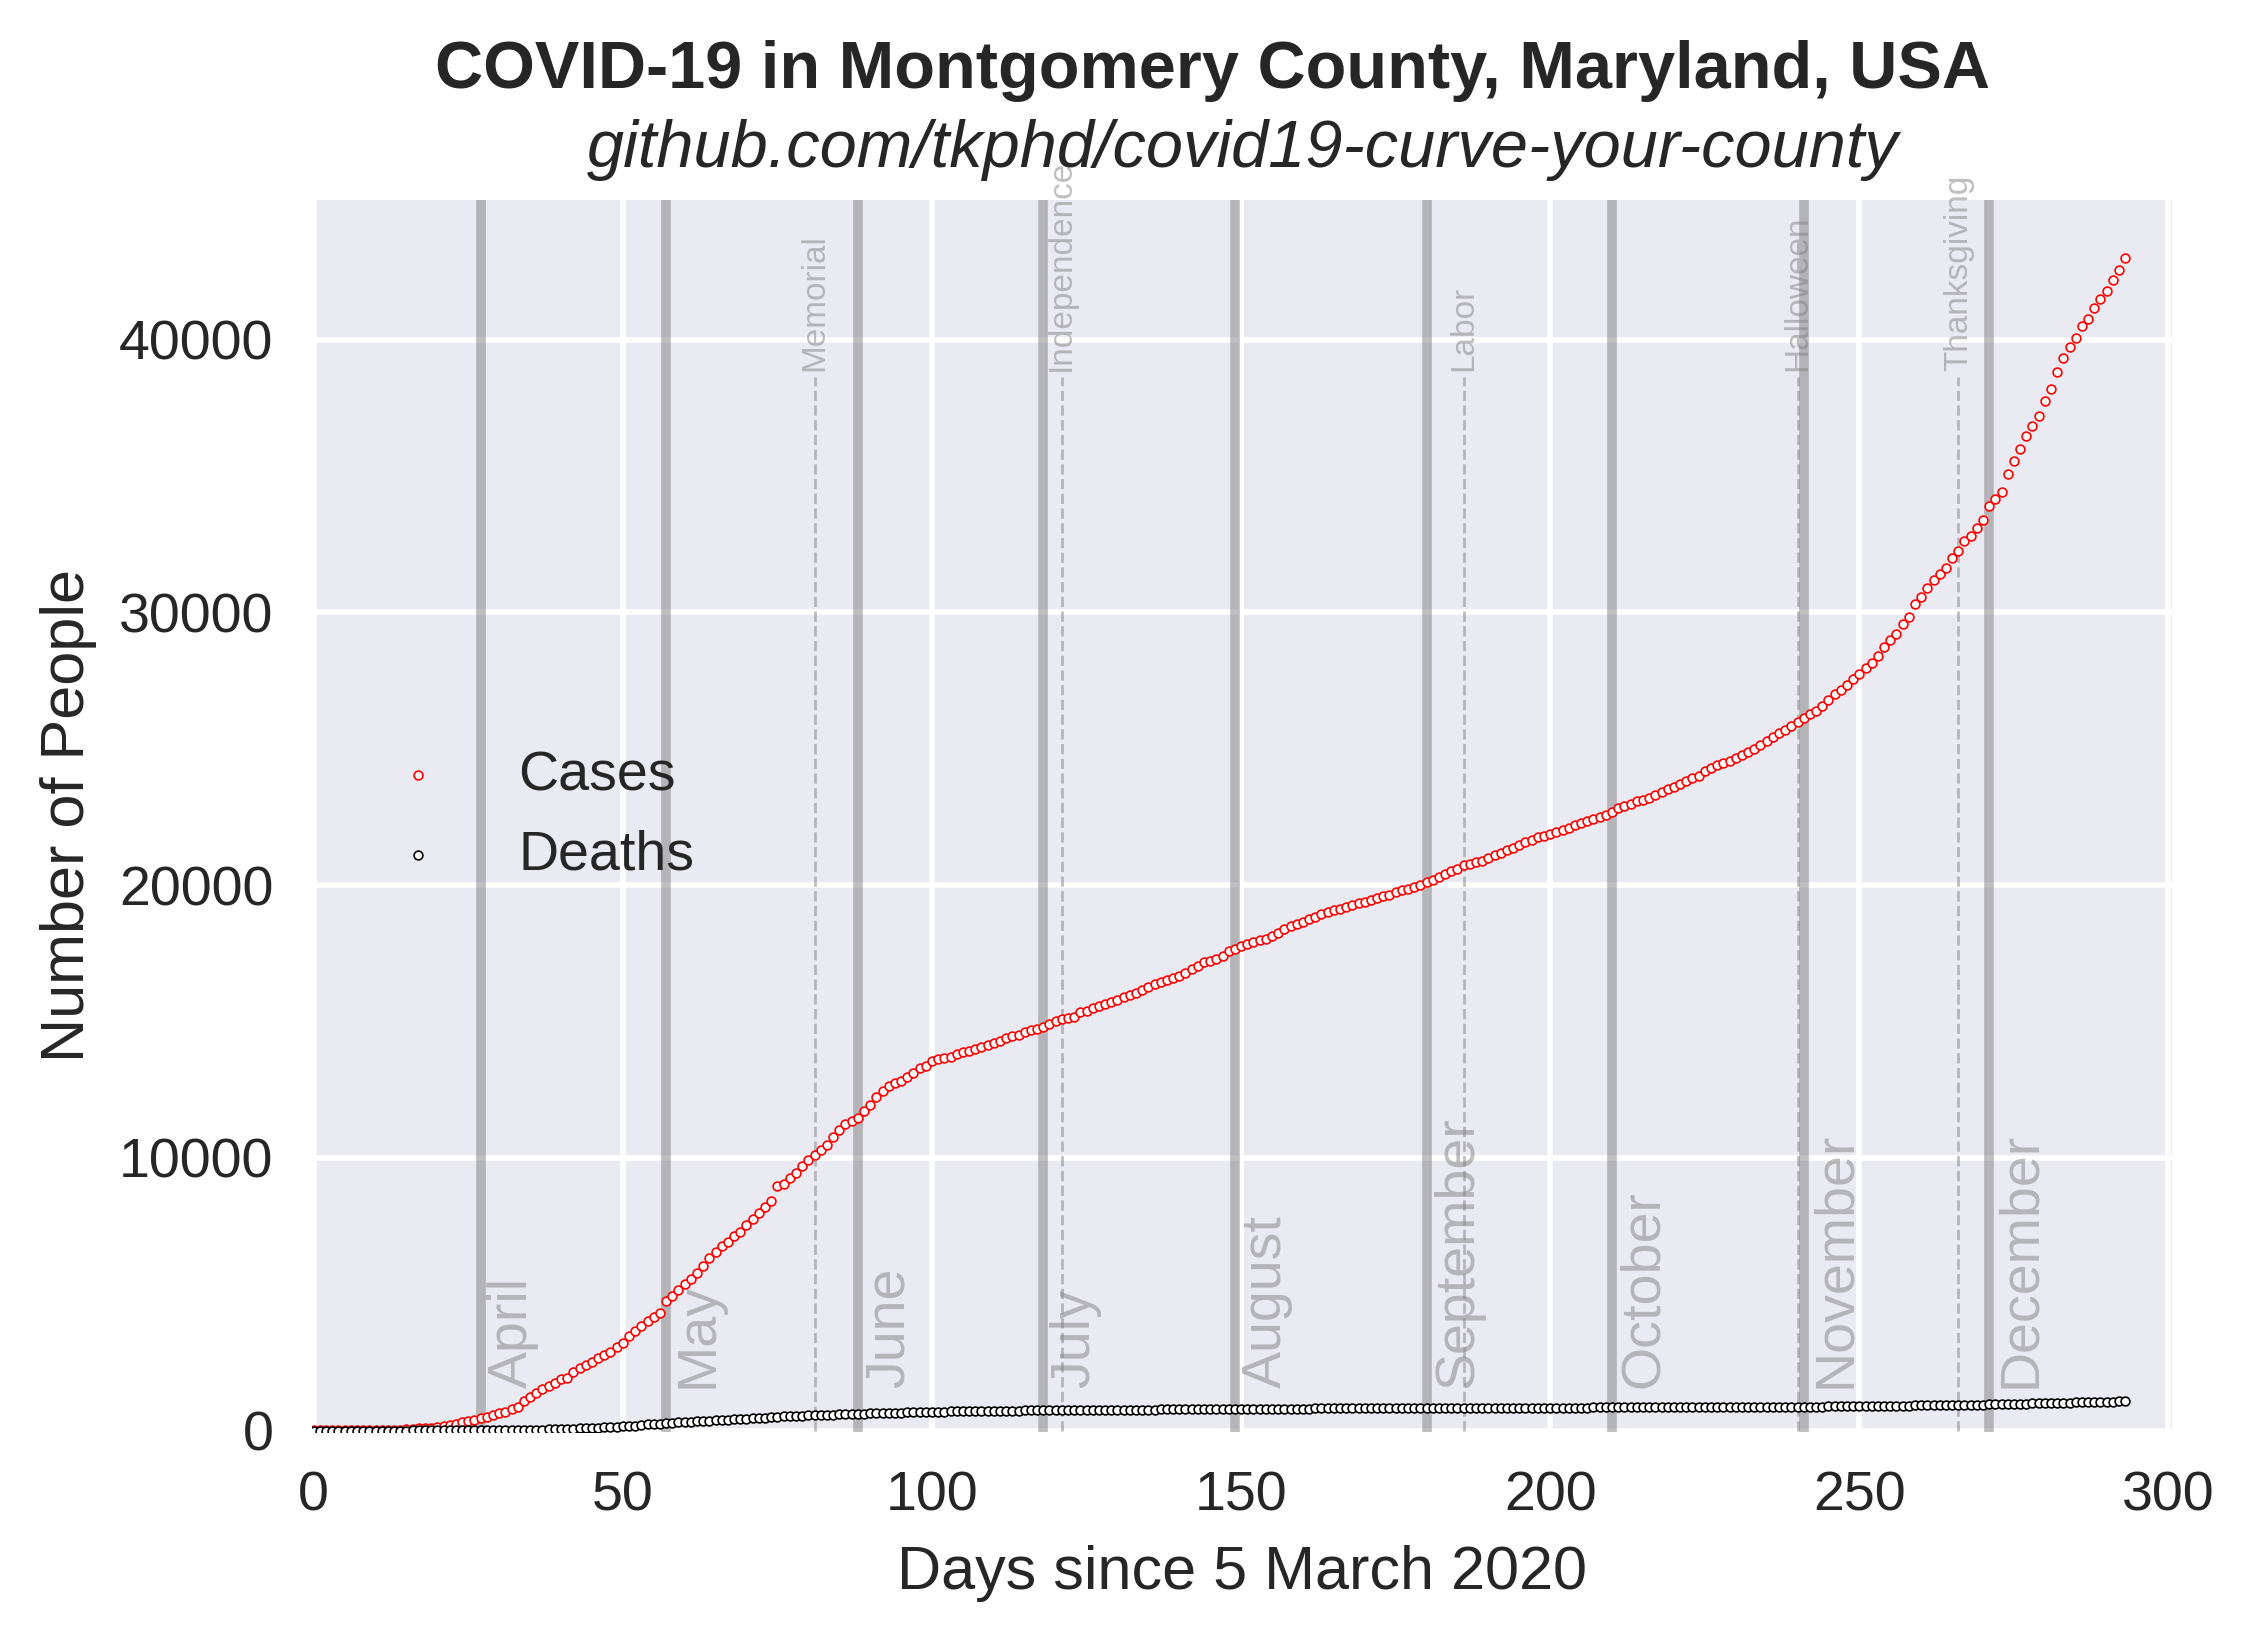 COVID-19 in Montgomery County, Maryland, USA
github.com/tkphd/covid19-curve-your-county
Memorial
Independence
Labor
Halloween
Thanksgiving
40000
30000
20000
10000
0
Number of People
Cases
Deaths
April
May
June
July
August
September
October
November
December
0 50 100 150 200 250 300
Days since 5 March 2020